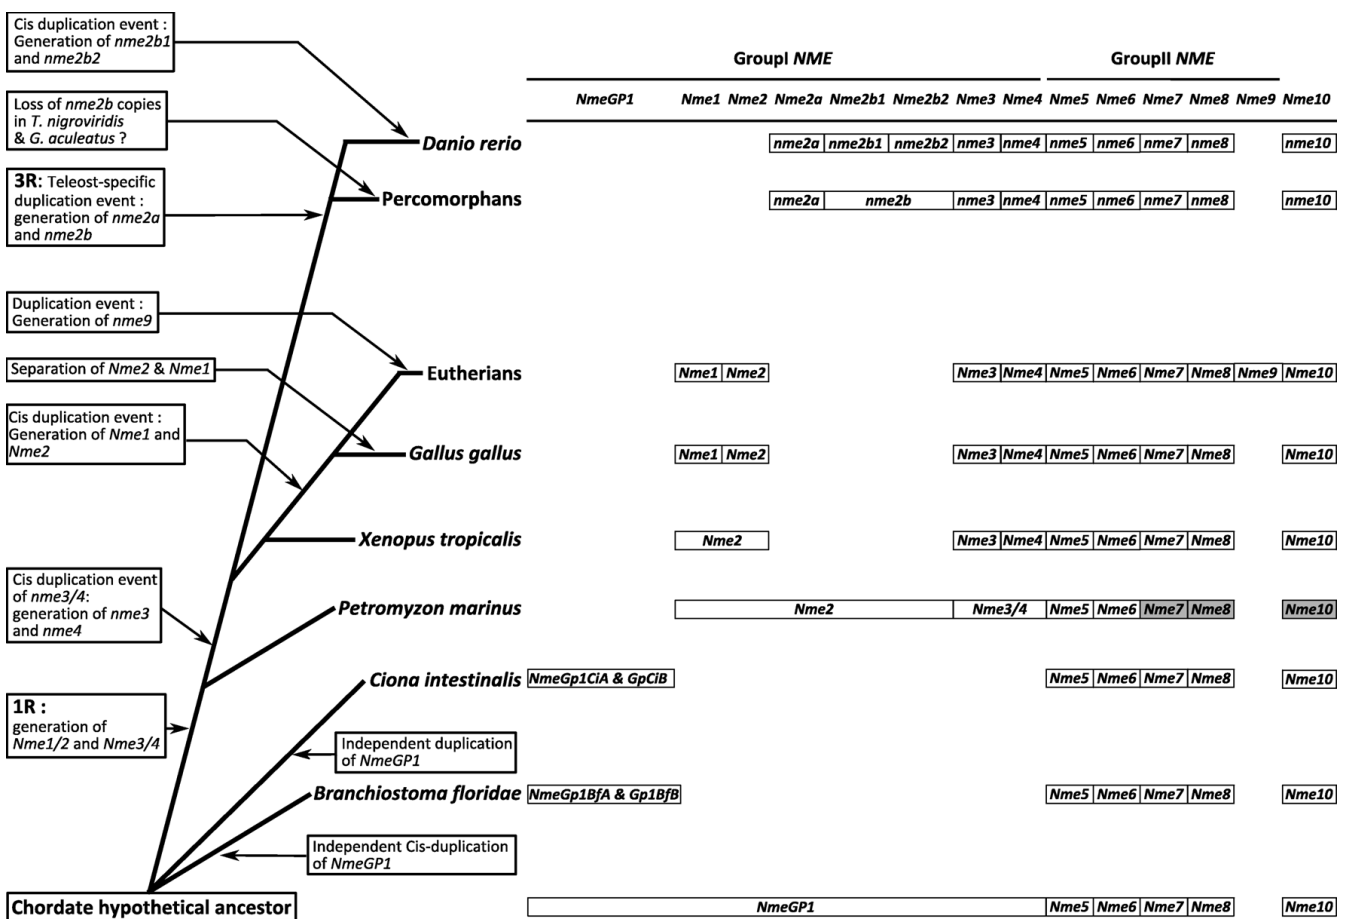 Cis duplication event :
Generation of nme2b1
and nme2b2
Loss of nme2b copies
in T. nigroviridis
& G. aculeatus ?
3R: Teleost-specific
duplication event :
generation of nme2a
and nme2b
Duplication event :
Generation of nme9
Separation of Nme2 & Nme1
Cis duplication event :
Generation of Nme1 and
Nme2
Cis duplication event
of nme3/4:
generation of nme3
and nme4
1R :
generation of
Nme1/2 and Nme3/4
Independent duplication
of NmeGP1
Independent Cis-duplication
of NmeGP1
GroupI NME GroupII NME
NmeGP1 Nme1 Nme2 Nme2a Nme2b1 Nme2b2 Nme3 Nme4 Nme5 Nme6 Nme7 Nme8 Nme9 Nme10
Danio rerio nme2a nme2b1 nme2b2 nme3 nme4 nme5 nme6 nme7 nme8 nme10
Percomorphans nme2a nme2b nme3 nme4 nme5 nme6 nme7 nme8 nme10
Eutherians Nme1 Nme2 Nme3 Nme4 Nme5 Nme6 Nme7 Nme8 Nme9 Nme10
Gallus gallus Nme1 Nme2 Nme3 Nme4 Nme5 Nme6 Nme7 Nme8 Nme10
Xenopus tropicalis Nme2 Nme3 Nme4 Nme5 Nme6 Nme7 Nme8 Nme10
Petromyzon marinus Nme2 Nme3/4 Nme5 Nme6 Nme7 Nme8 Nme10
Ciona intestinalis NmeGp1CiA & GpCiB Nme5 Nme6 Nme7 Nme8 Nme10
Branchiostoma floridae NmeGp1BfA & Gp1BfB Nme5 Nme6 Nme7 Nme8 Nme10
Chordate hypothetical ancestor NmeGP1 Nme5 Nme6 Nme7 Nme8 Nme10